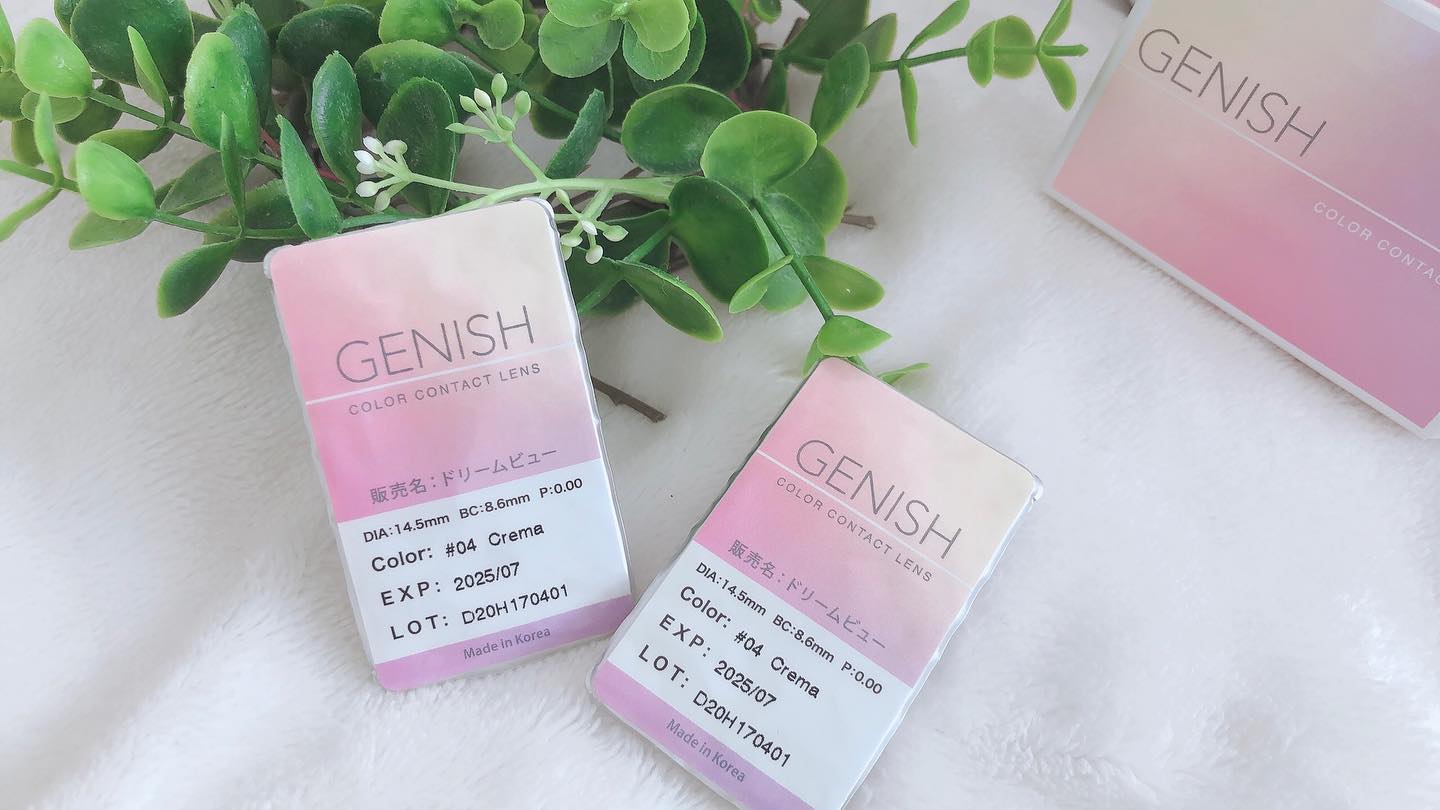 GENISH
COLOR CONTACT LENS
販売名:ドリームビュー
DIA:14.5mm BC:8.6mm P:0.00
Color: #04 Crema
EXP: 2025/07
LOT: D20H170401
Made in Korea
GENISH
COLOR CONTACT LENS
販売名:ドリームビュー
DIA:14.5mm BC:8.6mm P:0.00
Color: #04 Crema
EXP: 2025/07
LOT: D20H170401
Made in Korea
GENISH
COLOR